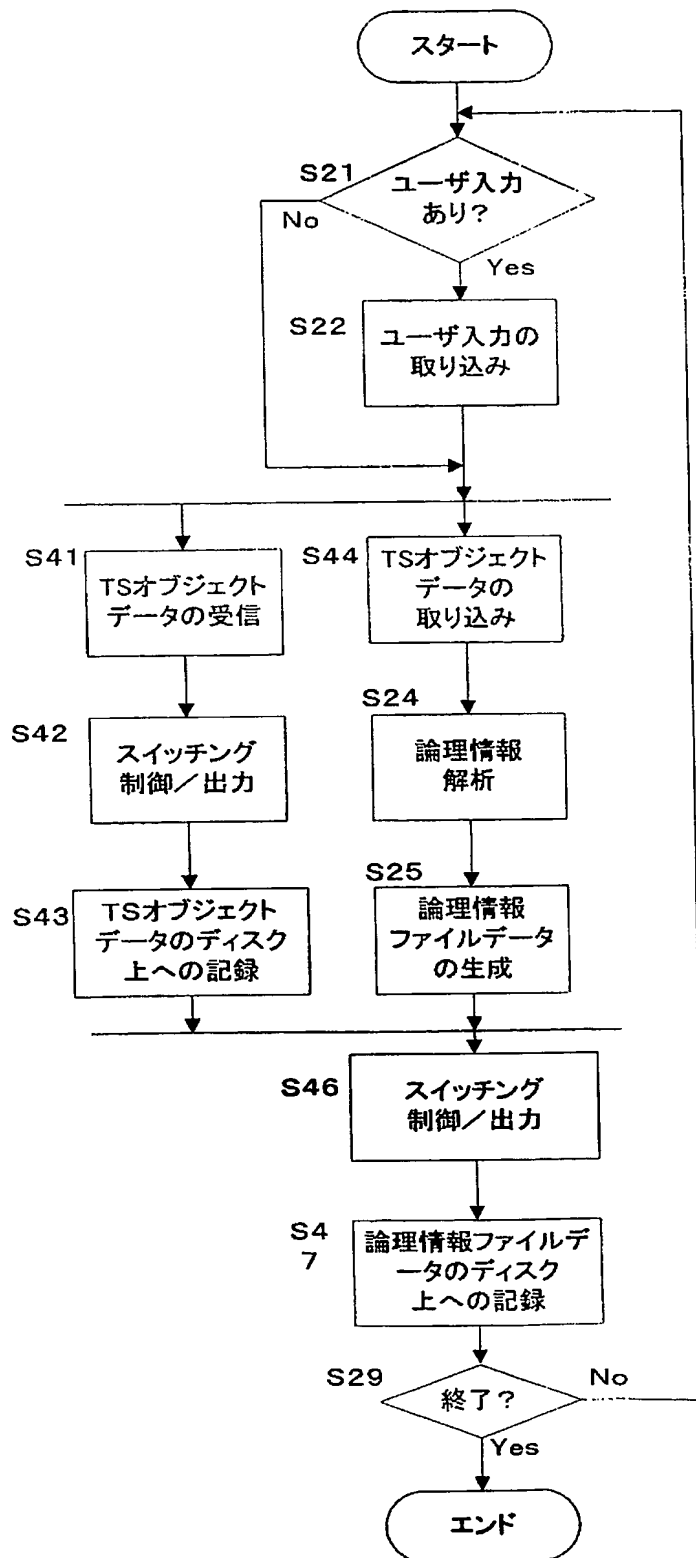 スタート
S21
ユーザ入力
あり?
No
Yes
S22
ユーザ入力の
取り込み
S41
TSオブジェクト
データの受信
S44
TSオブジェクト
データの
取り込み
S42
スイッチング
制御／出力
S24
論理情報
解析
S43
TSオブジェクト
データのディスク
上への記録
S25
論理情報
ファイルデータ
の生成
S46
スイッチング
制御／出力
S4
7
論理情報ファイルデ
ータのディスク
上への記録
S29
終了?
No
Yes
エンド